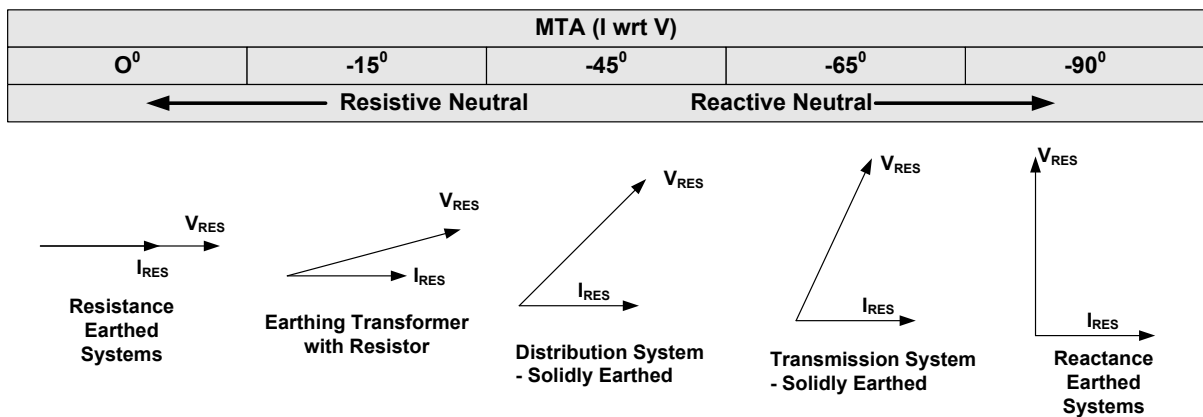 MTA (I wrt V)
O⁰ -15⁰ -45⁰ -65⁰ -90⁰
Resistive Neutral Reactive Neutral
V_RES
I_RES
Resistance
Earthed
Systems
V_RES
I_RES
Earthing Transformer
with Resistor
V_RES
I_RES
Distribution System
- Solidly Earthed
V_RES
I_RES
Transmission System
- Solidly Earthed
V_RES
I_RES
Reactance
Earthed
Systems